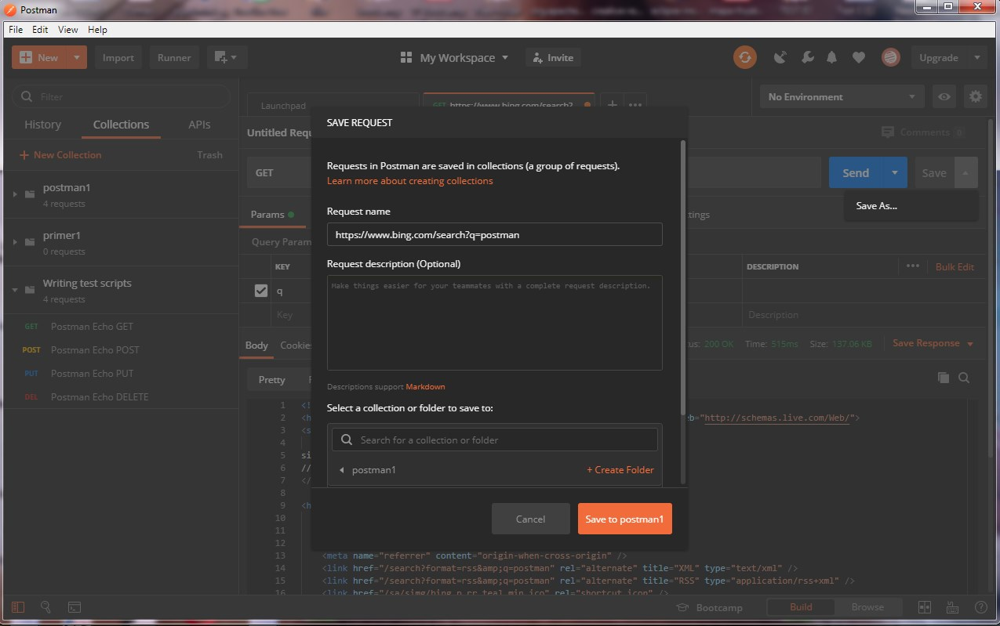 Postman
File Edit View Help
New Import Runner My Workspace Invite Upgrade
Filter
History Collections APIs
+ New Collection Trash
postman1
4 requests
primer1
0 requests
Writing test scripts
4 requests
GET Postman Echo GET
POST Postman Echo POST
PUT Postman Echo PUT
DEL Postman Echo DELETE
Launchpad GET https://www.bing.com/search? + ••• No Environment
Untitled Requ Comments 0
GET Send Save
Save As...
Params tings
Query Param
KEY DESCRIPTION ••• Bulk Edit
q
Key Description
Body Cookies us: 200 OK Time: 515ms Size: 137.06 KB Save Response
Pretty
SAVE REQUEST
Requests in Postman are saved in collections (a group of requests).
Learn more about creating collections
Request name
https://www.bing.com/search?q=postman
Request description (Optional)
Make things easier for your teammates with a complete request description.
Descriptions support Markdown
Select a collection or folder to save to:
Search for a collection or folder
postman1 + Create Folder
Cancel Save to postman1
1 <!
2 <h eb="http://schemas.live.com/Web/">
3 <s
4
5 si
6 //
7 </
8
9 <h
10
11
12
13 <meta name="referrer" content="origin-when-cross-origin" />
14 <link href="/search?format=rss&amp;q=postman" rel="alternate" title="XML" type="text/xml" />
15 <link href="/search?format=rss&amp;q=postman" rel="alternate" title="RSS" type="application/rss+xml" />
16 <link href="/sa/simg/bing_p_rr_teal_min.ico" rel="shortcut icon" />
Bootcamp Build Browse